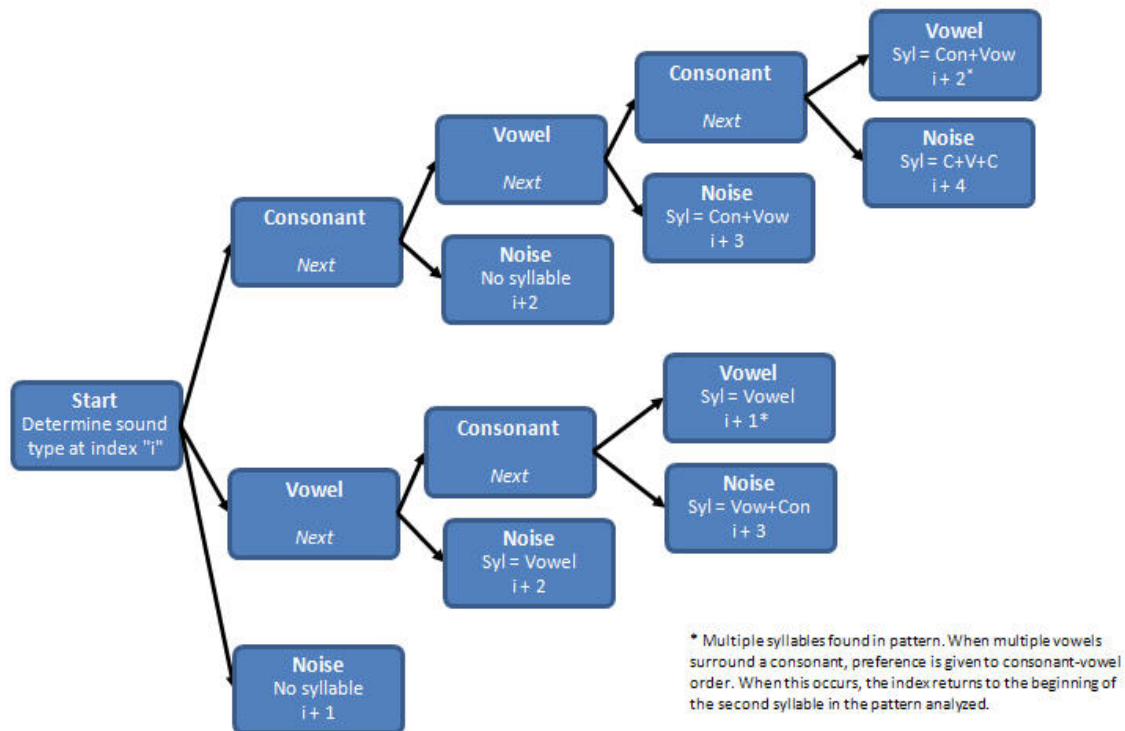 Start
Determine sound
type at index "i"
Consonant
Next
Vowel
Next
Consonant
Next
Vowel
Syl = Con+Vow
i + 2*
Noise
Syl = C+V+C
i + 4
Noise
Syl = Con+Vow
i + 3
Noise
No syllable
i+2
Vowel
Next
Consonant
Next
Vowel
Syl = Vowel
i + 1*
Noise
Syl = Vow+Con
i + 3
Noise
Syl = Vowel
i + 2
Noise
No syllable
i + 1
* Multiple syllables found in pattern. When multiple vowels
surround a consonant, preference is given to consonant-vowel
order. When this occurs, the index returns to the beginning of
the second syllable in the pattern analyzed.